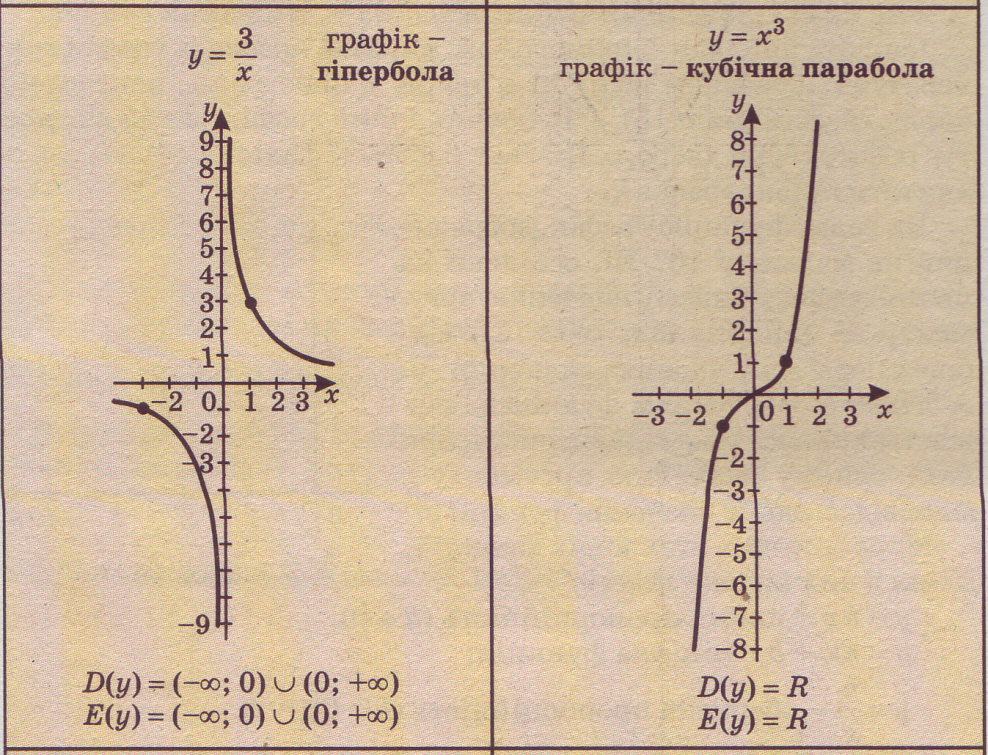 y = 3/x
графік –
гіпербола
y
9
8
7
6
5
4
3
2
1
–2 0 1 2 3 x
–2
–3
–9
D(y) = (–∞; 0) ∪ (0; +∞)
E(y) = (–∞; 0) ∪ (0; +∞)
y = x³
графік – кубічна парабола
y
8
7
6
5
4
3
2
1
–3 –2 0 1 2 3 x
–2
–3
–4
–5
–6
–7
–8
D(y) = R
E(y) = R